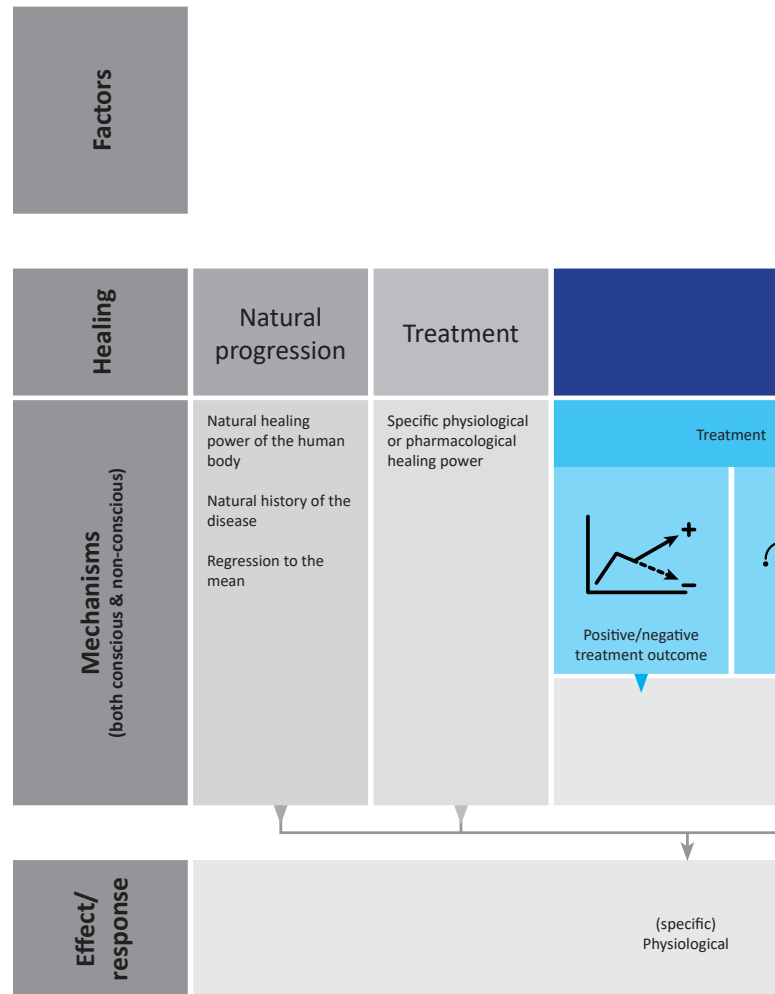 Factors
Healing
Natural
progression
Treatment
Mechanisms
(both conscious & non-conscious)
Natural healing
power of the human
body
Natural history of the
disease
Regression to the
mean
Specific physiological
or pharmacological
healing power
Treatment
+
–
Positive/negative
treatment outcome
Effect/
response
(specific)
Physiological